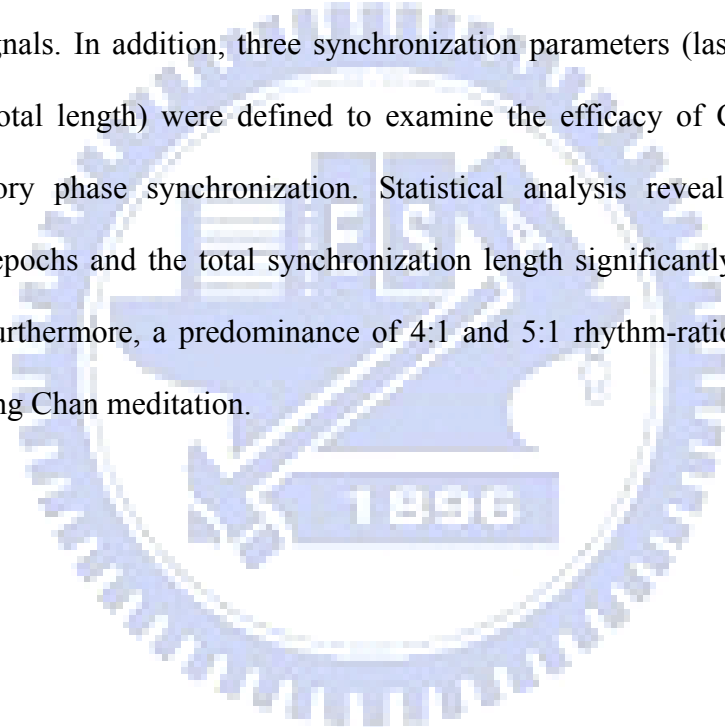 gnals. In addition, three synchronization parameters (las
otal length) were defined to examine the efficacy of C
ory phase synchronization. Statistical analysis reveal
epochs and the total synchronization length significantly
urthermore, a predominance of 4:1 and 5:1 rhythm-ratio
ng Chan meditation.
E S A
1896